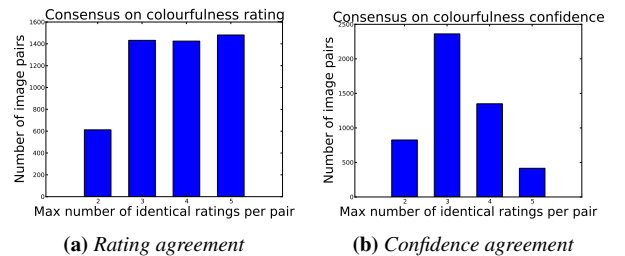 Consensus on colourfulness rating
1600
1400
1200
1000
800
600
400
200
0
Number of image pairs
2 3 4 5
Max number of identical ratings per pair
(a) Rating agreement
Consensus on colourfulness confidence
2500
2000
1500
1000
500
0
Number of image pairs
2 3 4 5
Max number of identical ratings per pair
(b) Confidence agreement